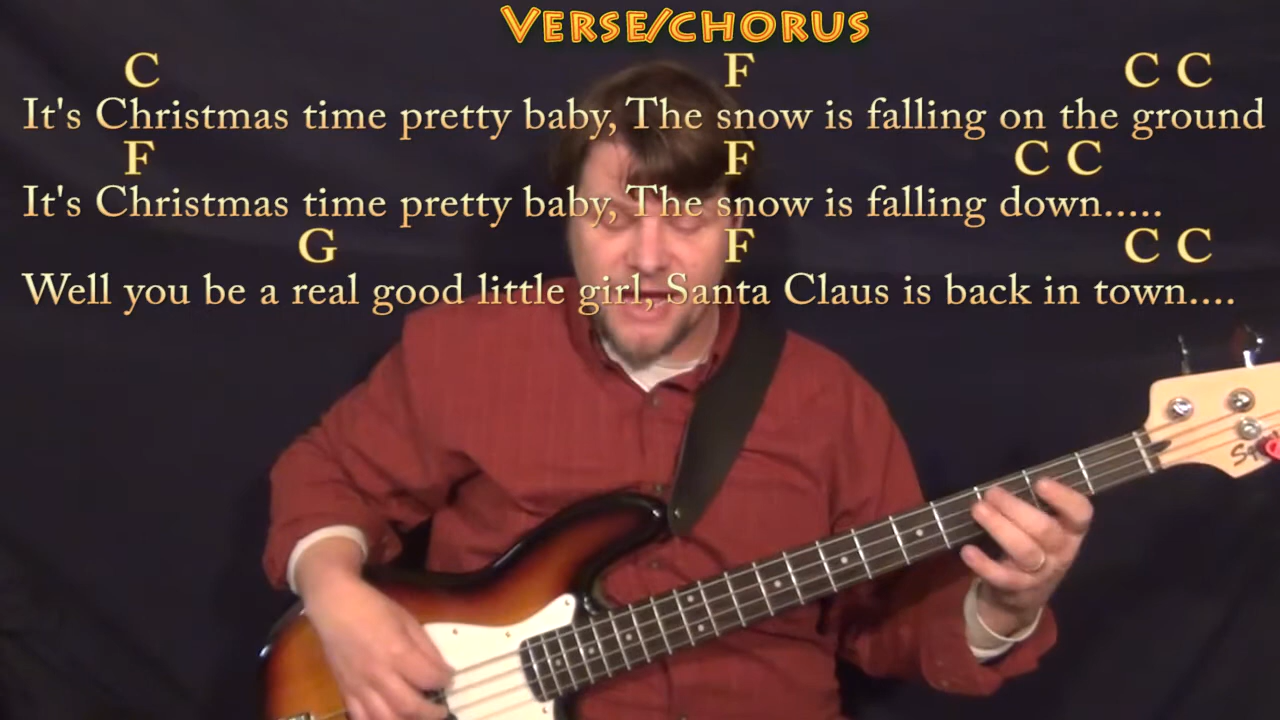 VERSE/CHORUS
C F C C
It's Christmas time pretty baby, The snow is falling on the ground
F F C C
It's Christmas time pretty baby, The snow is falling down.....
G F C C
Well you be a real good little girl, Santa Claus is back in town....